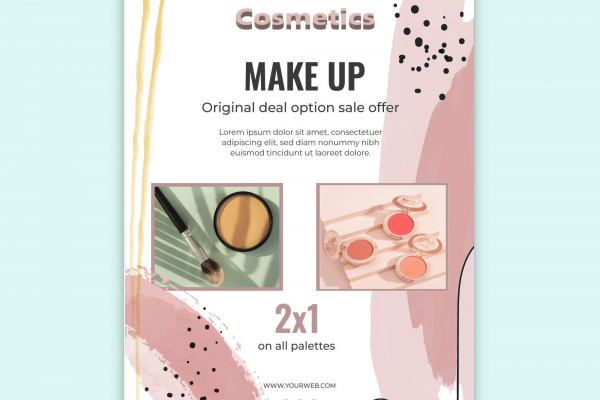 Cosmetics
MAKE UP
Original deal option sale offer
Lorem ipsum dolor sit amet, consectetuer
adipiscing elit, sed diam nonummy nibh
euismod tincidunt ut laoreet dolore.
2x1
on all palettes
WWW.YOURWEB.COM